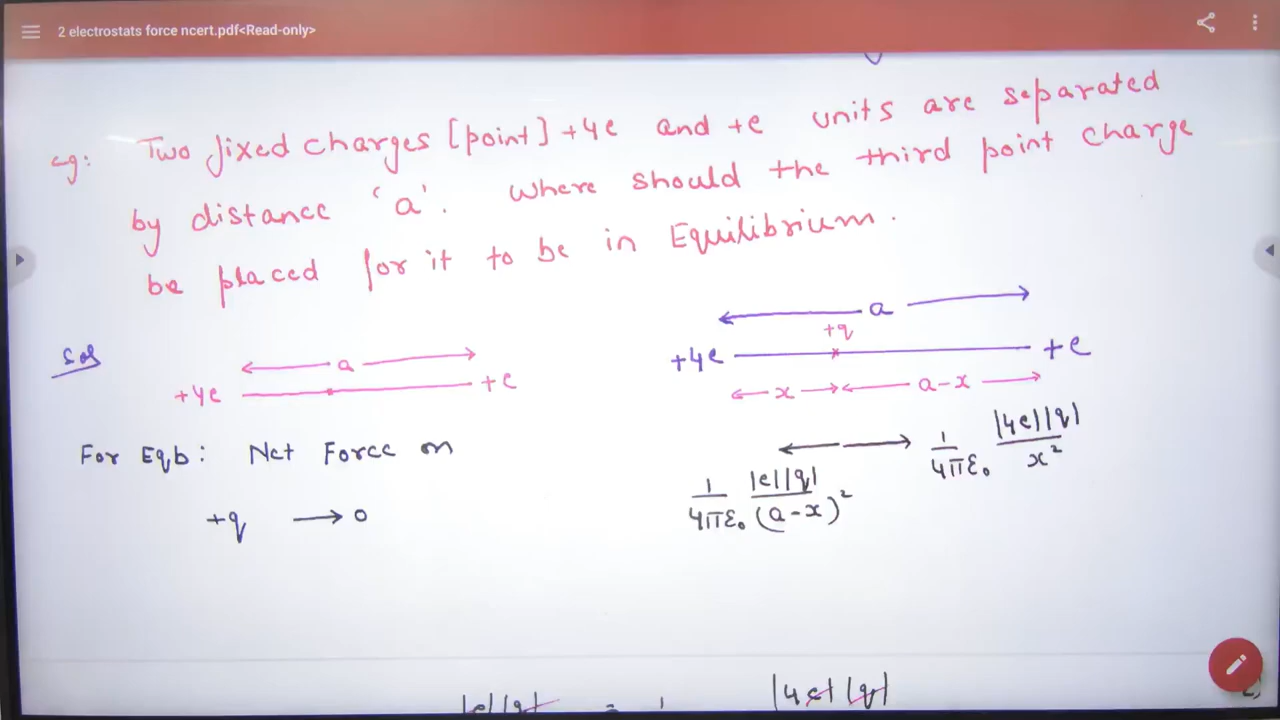 2 electrostats force ncert.pdf<Read-only>
eg: Two fixed charges [point] +4e and +e units are separated
by distance 'a'. Where should the third point charge
be placed for it to be in Equilibrium.
Sol
a
+4e +e
a
+q
+4e +e
x a-x
For Eqb: Net Force on
+q → 0
1/4πε₀ |4e||q|/x²
1/4πε₀ |e||q|/(a-x)²
|e||q| = 1 |4e||q|